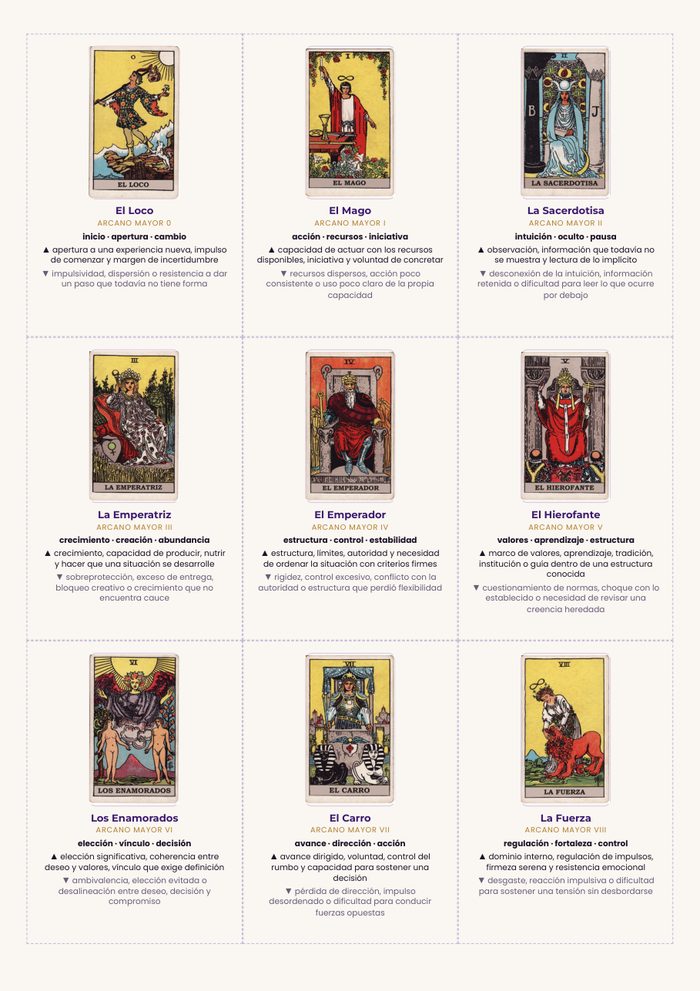 EL LOCO
El Loco
ARCANO MAYOR 0
inicio · apertura · cambio
▲ apertura a una experiencia nueva, impulso
de comenzar y margen de incertidumbre
▼ impulsividad, dispersión o resistencia a dar
un paso que todavía no tiene forma
I
EL MAGO
El Mago
ARCANO MAYOR I
acción · recursos · iniciativa
▲ capacidad de actuar con los recursos
disponibles, iniciativa y voluntad de concretar
▼ recursos dispersos, acción poco
consistente o uso poco claro de la propia
capacidad
II
B J
LA SACERDOTISA
La Sacerdotisa
ARCANO MAYOR II
intuición · oculto · pausa
▲ observación, información que todavía no
se muestra y lectura de lo implícito
▼ desconexión de la intuición, información
retenida o dificultad para leer lo que ocurre
por debajo
III
LA EMPERATRIZ
La Emperatriz
ARCANO MAYOR III
crecimiento · creación · abundancia
▲ crecimiento, capacidad de producir, nutrir
y hacer que una situación se desarrolle
▼ sobreprotección, exceso de entrega,
bloqueo creativo o crecimiento que no
encuentra cauce
IV
EL EMPERADOR
El Emperador
ARCANO MAYOR IV
estructura · control · estabilidad
▲ estructura, límites, autoridad y necesidad
de ordenar la situación con criterios firmes
▼ rigidez, control excesivo, conflicto con la
autoridad o estructura que perdió flexibilidad
V
EL HIEROFANTE
El Hierofante
ARCANO MAYOR V
valores · aprendizaje · estructura
▲ marco de valores, aprendizaje, tradición,
institución o guía dentro de una estructura
conocida
▼ cuestionamiento de normas, choque con lo
establecido o necesidad de revisar una
creencia heredada
VI
LOS ENAMORADOS
Los Enamorados
ARCANO MAYOR VI
elección · vínculo · decisión
▲ elección significativa, coherencia entre
deseo y valores, vínculo que exige definición
▼ ambivalencia, elección evitada o
desalineación entre deseo, decisión y
compromiso
VII
EL CARRO
El Carro
ARCANO MAYOR VII
avance · dirección · acción
▲ avance dirigido, voluntad, control del
rumbo y capacidad para sostener una
decisión
▼ pérdida de dirección, impulso
desordenado o dificultad para conducir
fuerzas opuestas
VIII
LA FUERZA
La Fuerza
ARCANO MAYOR VIII
regulación · fortaleza · control
▲ dominio interno, regulación de impulsos,
firmeza serena y resistencia emocional
▼ desgaste, reacción impulsiva o dificultad
para sostener una tensión sin desbordarse